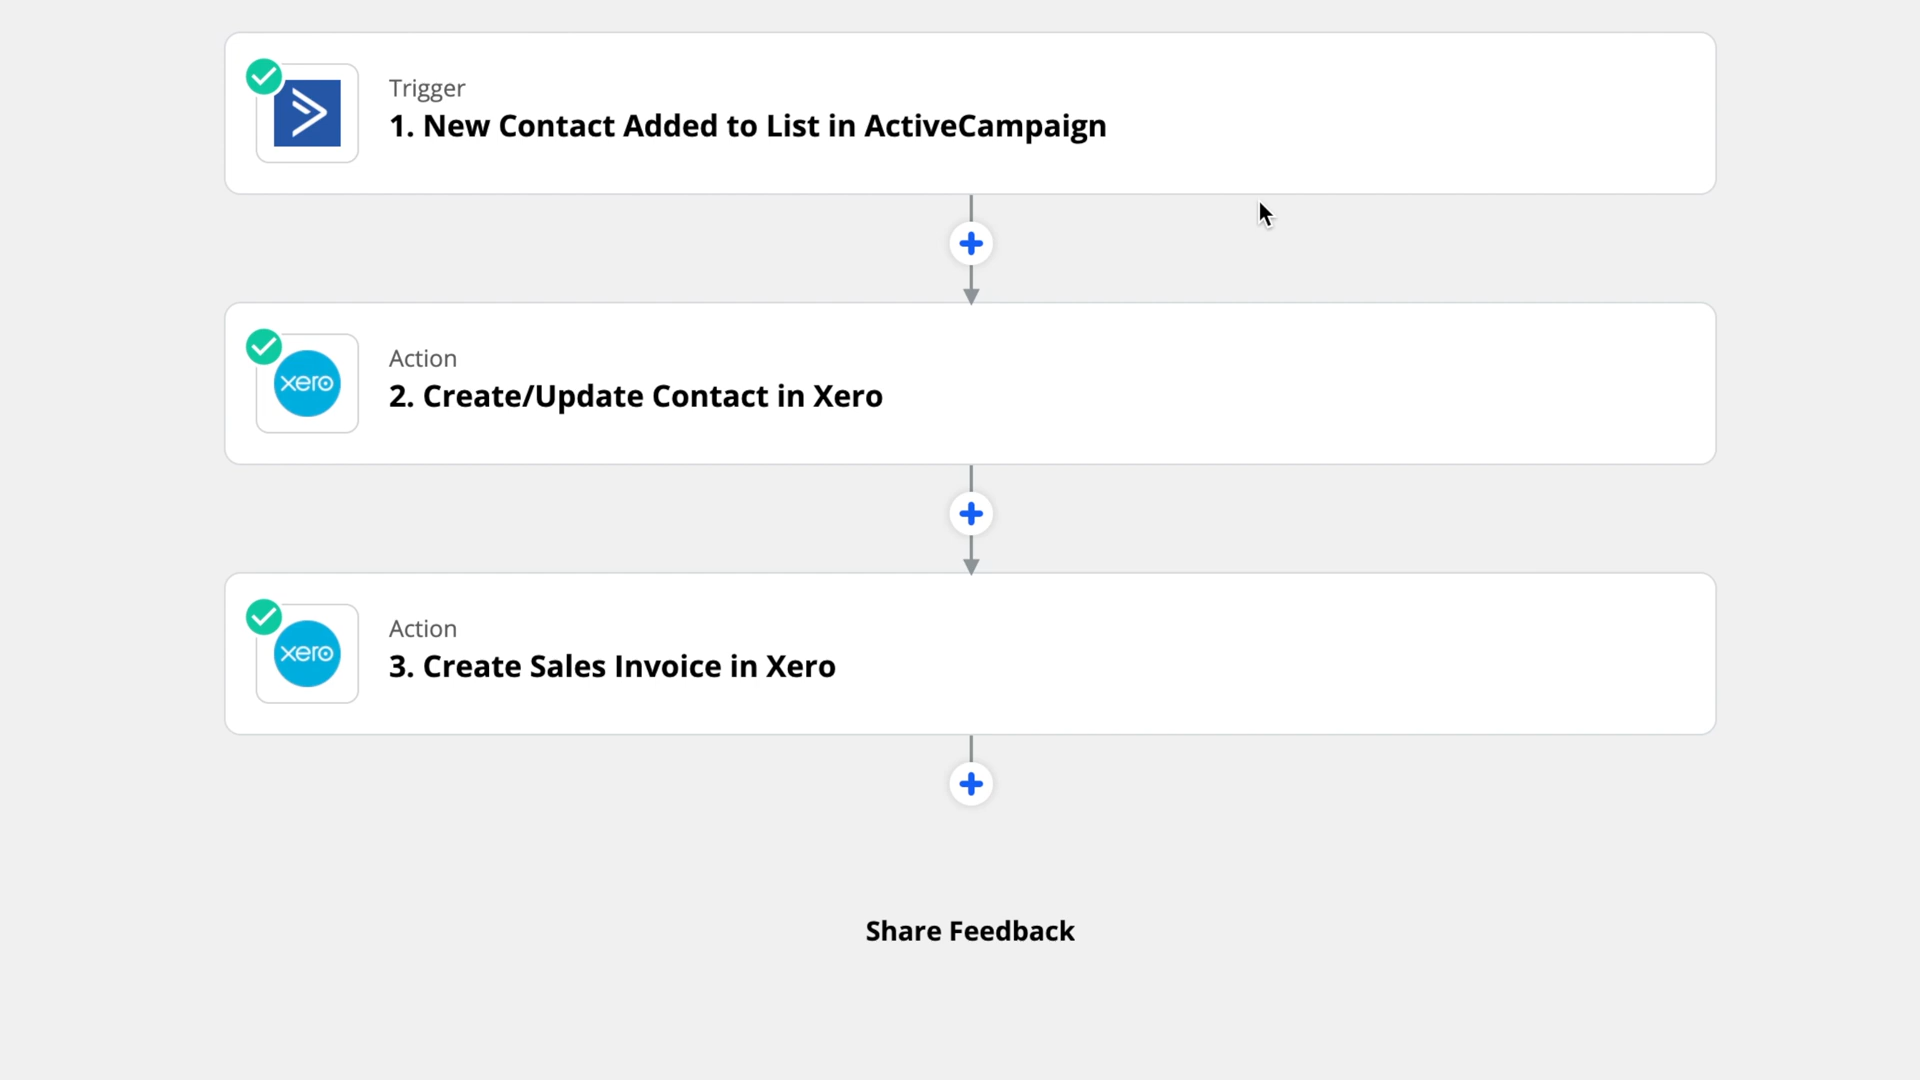 Trigger
1. New Contact Added to List in ActiveCampaign
xero
Action
2. Create/Update Contact in Xero
xero
Action
3. Create Sales Invoice in Xero
Share Feedback